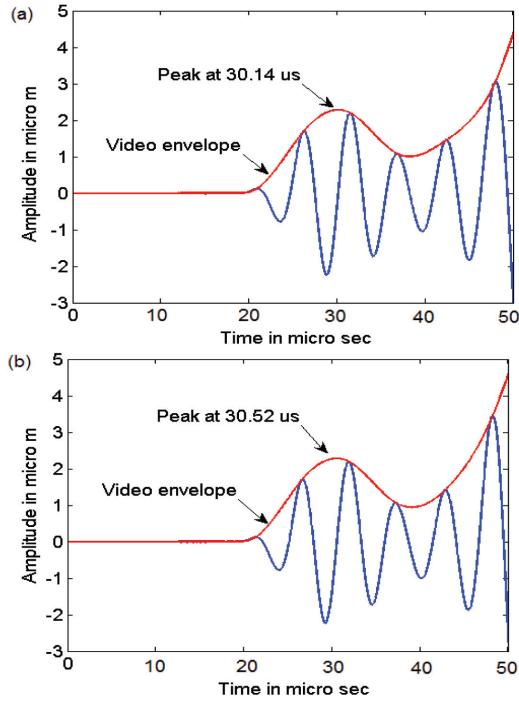 (a)
5
4
3
2
1
0
-1
-2
-3
Amplitude in micro m
Peak at 30.14 us
Video envelope
0 10 20 30 40 50
Time in micro sec
(b)
5
4
3
2
1
0
-1
-2
-3
Amplitude in micro m
Peak at 30.52 us
Video envelope
0 10 20 30 40 50
Time in micro sec